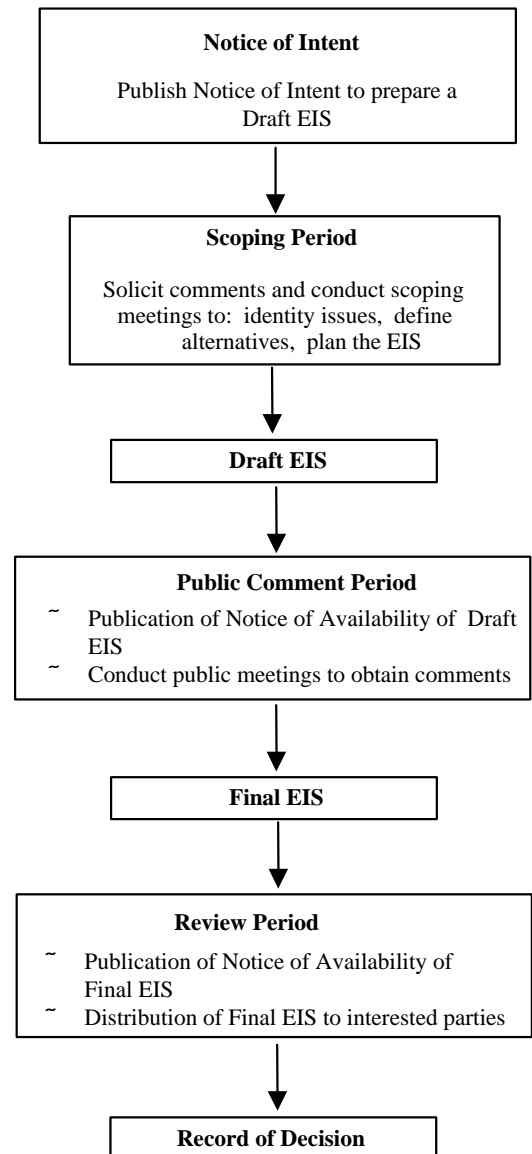 Notice of Intent
Publish Notice of Intent to prepare a
Draft EIS
Scoping Period
Solicit comments and conduct scoping
meetings to: identity issues, define
alternatives, plan the EIS
Draft EIS
Public Comment Period
~ Publication of Notice of Availability of Draft
EIS
~ Conduct public meetings to obtain comments
Final EIS
Review Period
~ Publication of Notice of Availability of
Final EIS
~ Distribution of Final EIS to interested parties
Record of Decision